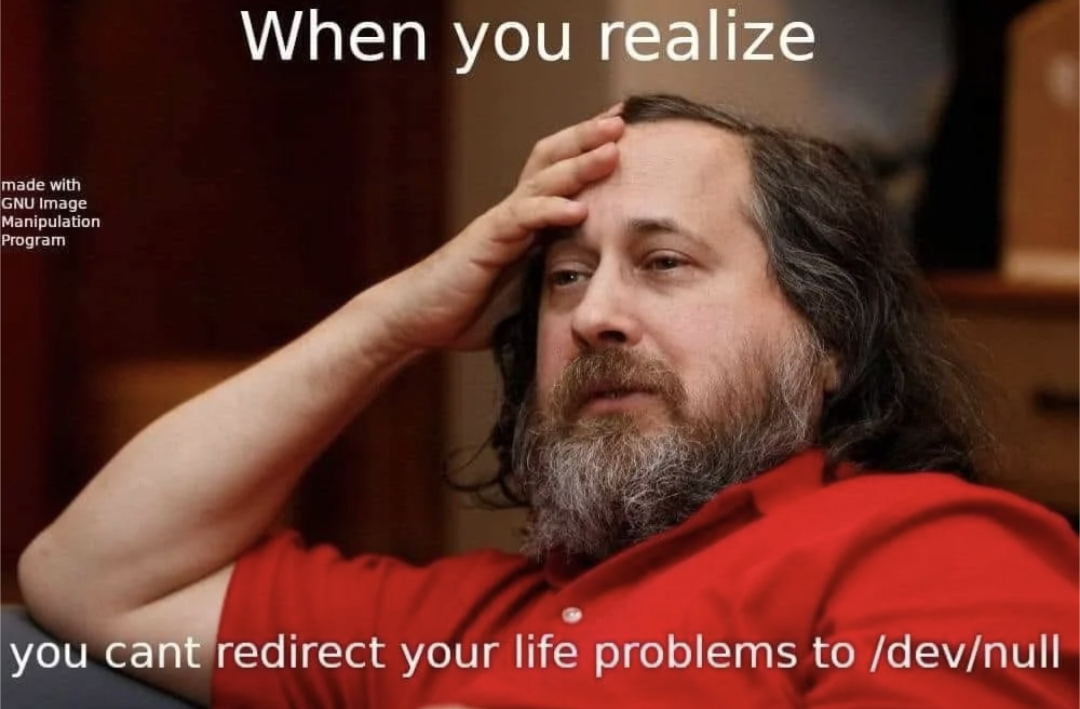 When you realize
made with
GNU Image
Manipulation
Program
you cant redirect your life problems to /dev/null